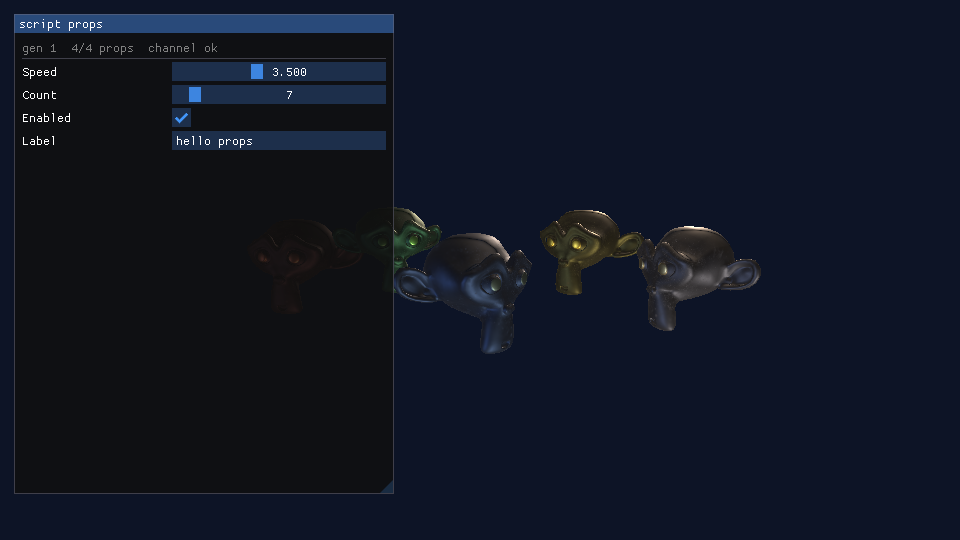 script props
gen 1  4/4 props  channel ok
Speed 3.500
Count 7
Enabled
Label hello props